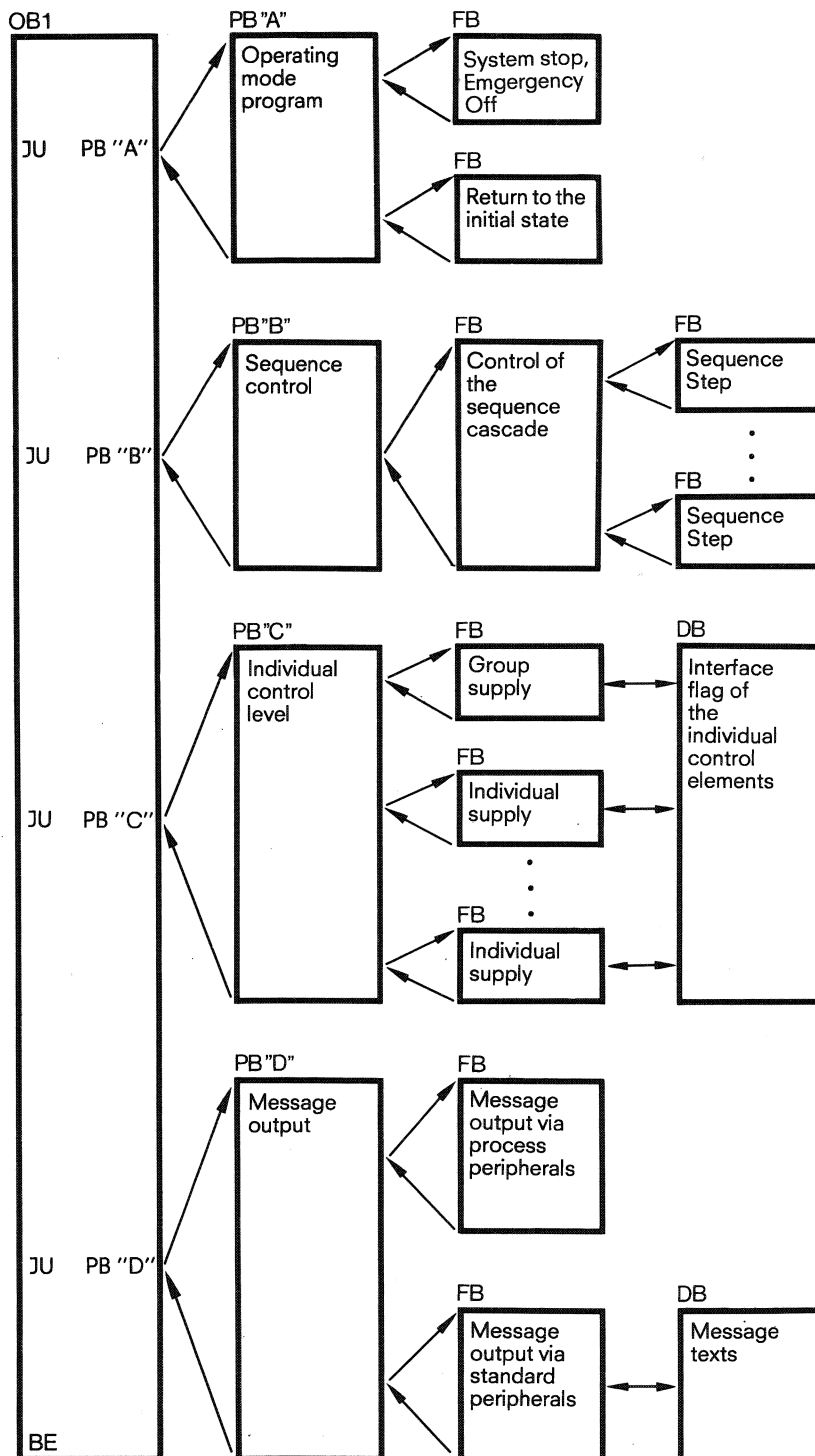 OB1
PB"A"
FB
Operating
mode
program
System stop,
Emgergency
Off
JU PB "A"
FB
Return to the
initial state
PB"B"
FB
FB
Sequence
control
Control of
the
sequence
cascade
Sequence
Step
JU PB "B"
FB
Sequence
Step
PB"C"
FB
DB
Individual
control
level
Group
supply
Interface
flag of
the
individual
control
elements
FB
Individual
supply
JU PB "C"
FB
Individual
supply
PB"D"
FB
Message
output
Message
output via
process
peripherals
JU PB "D"
FB
DB
Message
output via
standard
peripherals
Message
texts
BE